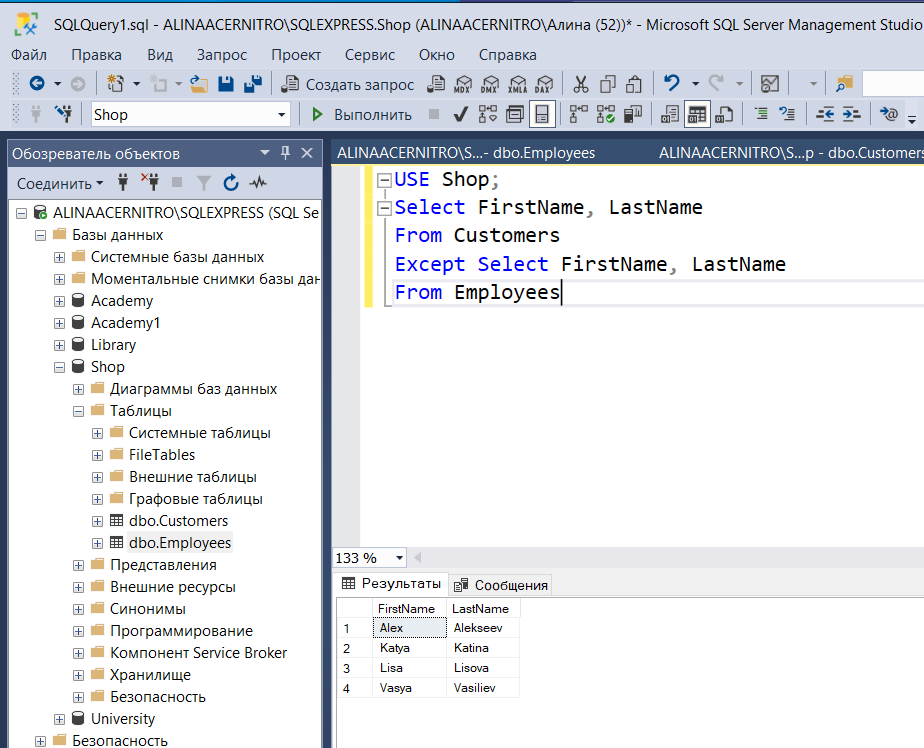 SQLQuery1.sql - ALINAACERNITRO\SQLEXPRESS.Shop (ALINAACERNITRO\Алина (52))* - Microsoft SQL Server Management Studio
Файл Правка Вид Запрос Проект Сервис Окно Справка
Создать запрос MDX DMX XMLA DAX
Shop Выполнить
Обозреватель объектов
Соединить
ALINAACERNITRO\SQLEXPRESS (SQL Se
Базы данных
Системные базы данных
Моментальные снимки базы дан
Academy
Academy1
Library
Shop
Диаграммы баз данных
Таблицы
Системные таблицы
FileTables
Внешние таблицы
Графовые таблицы
dbo.Customers
dbo.Employees
Представления
Внешние ресурсы
Синонимы
Программирование
Компонент Service Broker
Хранилище
Безопасность
University
Безопасность
ALINAACERNITRO\S...- dbo.Employees ALINAACERNITRO\S...p - dbo.Customers
USE Shop;
Select FirstName, LastName
From Customers
Except Select FirstName, LastName
From Employees
133 %
Результаты Сообщения
FirstName LastName
1 Alex Alekseev
2 Katya Katina
3 Lisa Lisova
4 Vasya Vasiliev